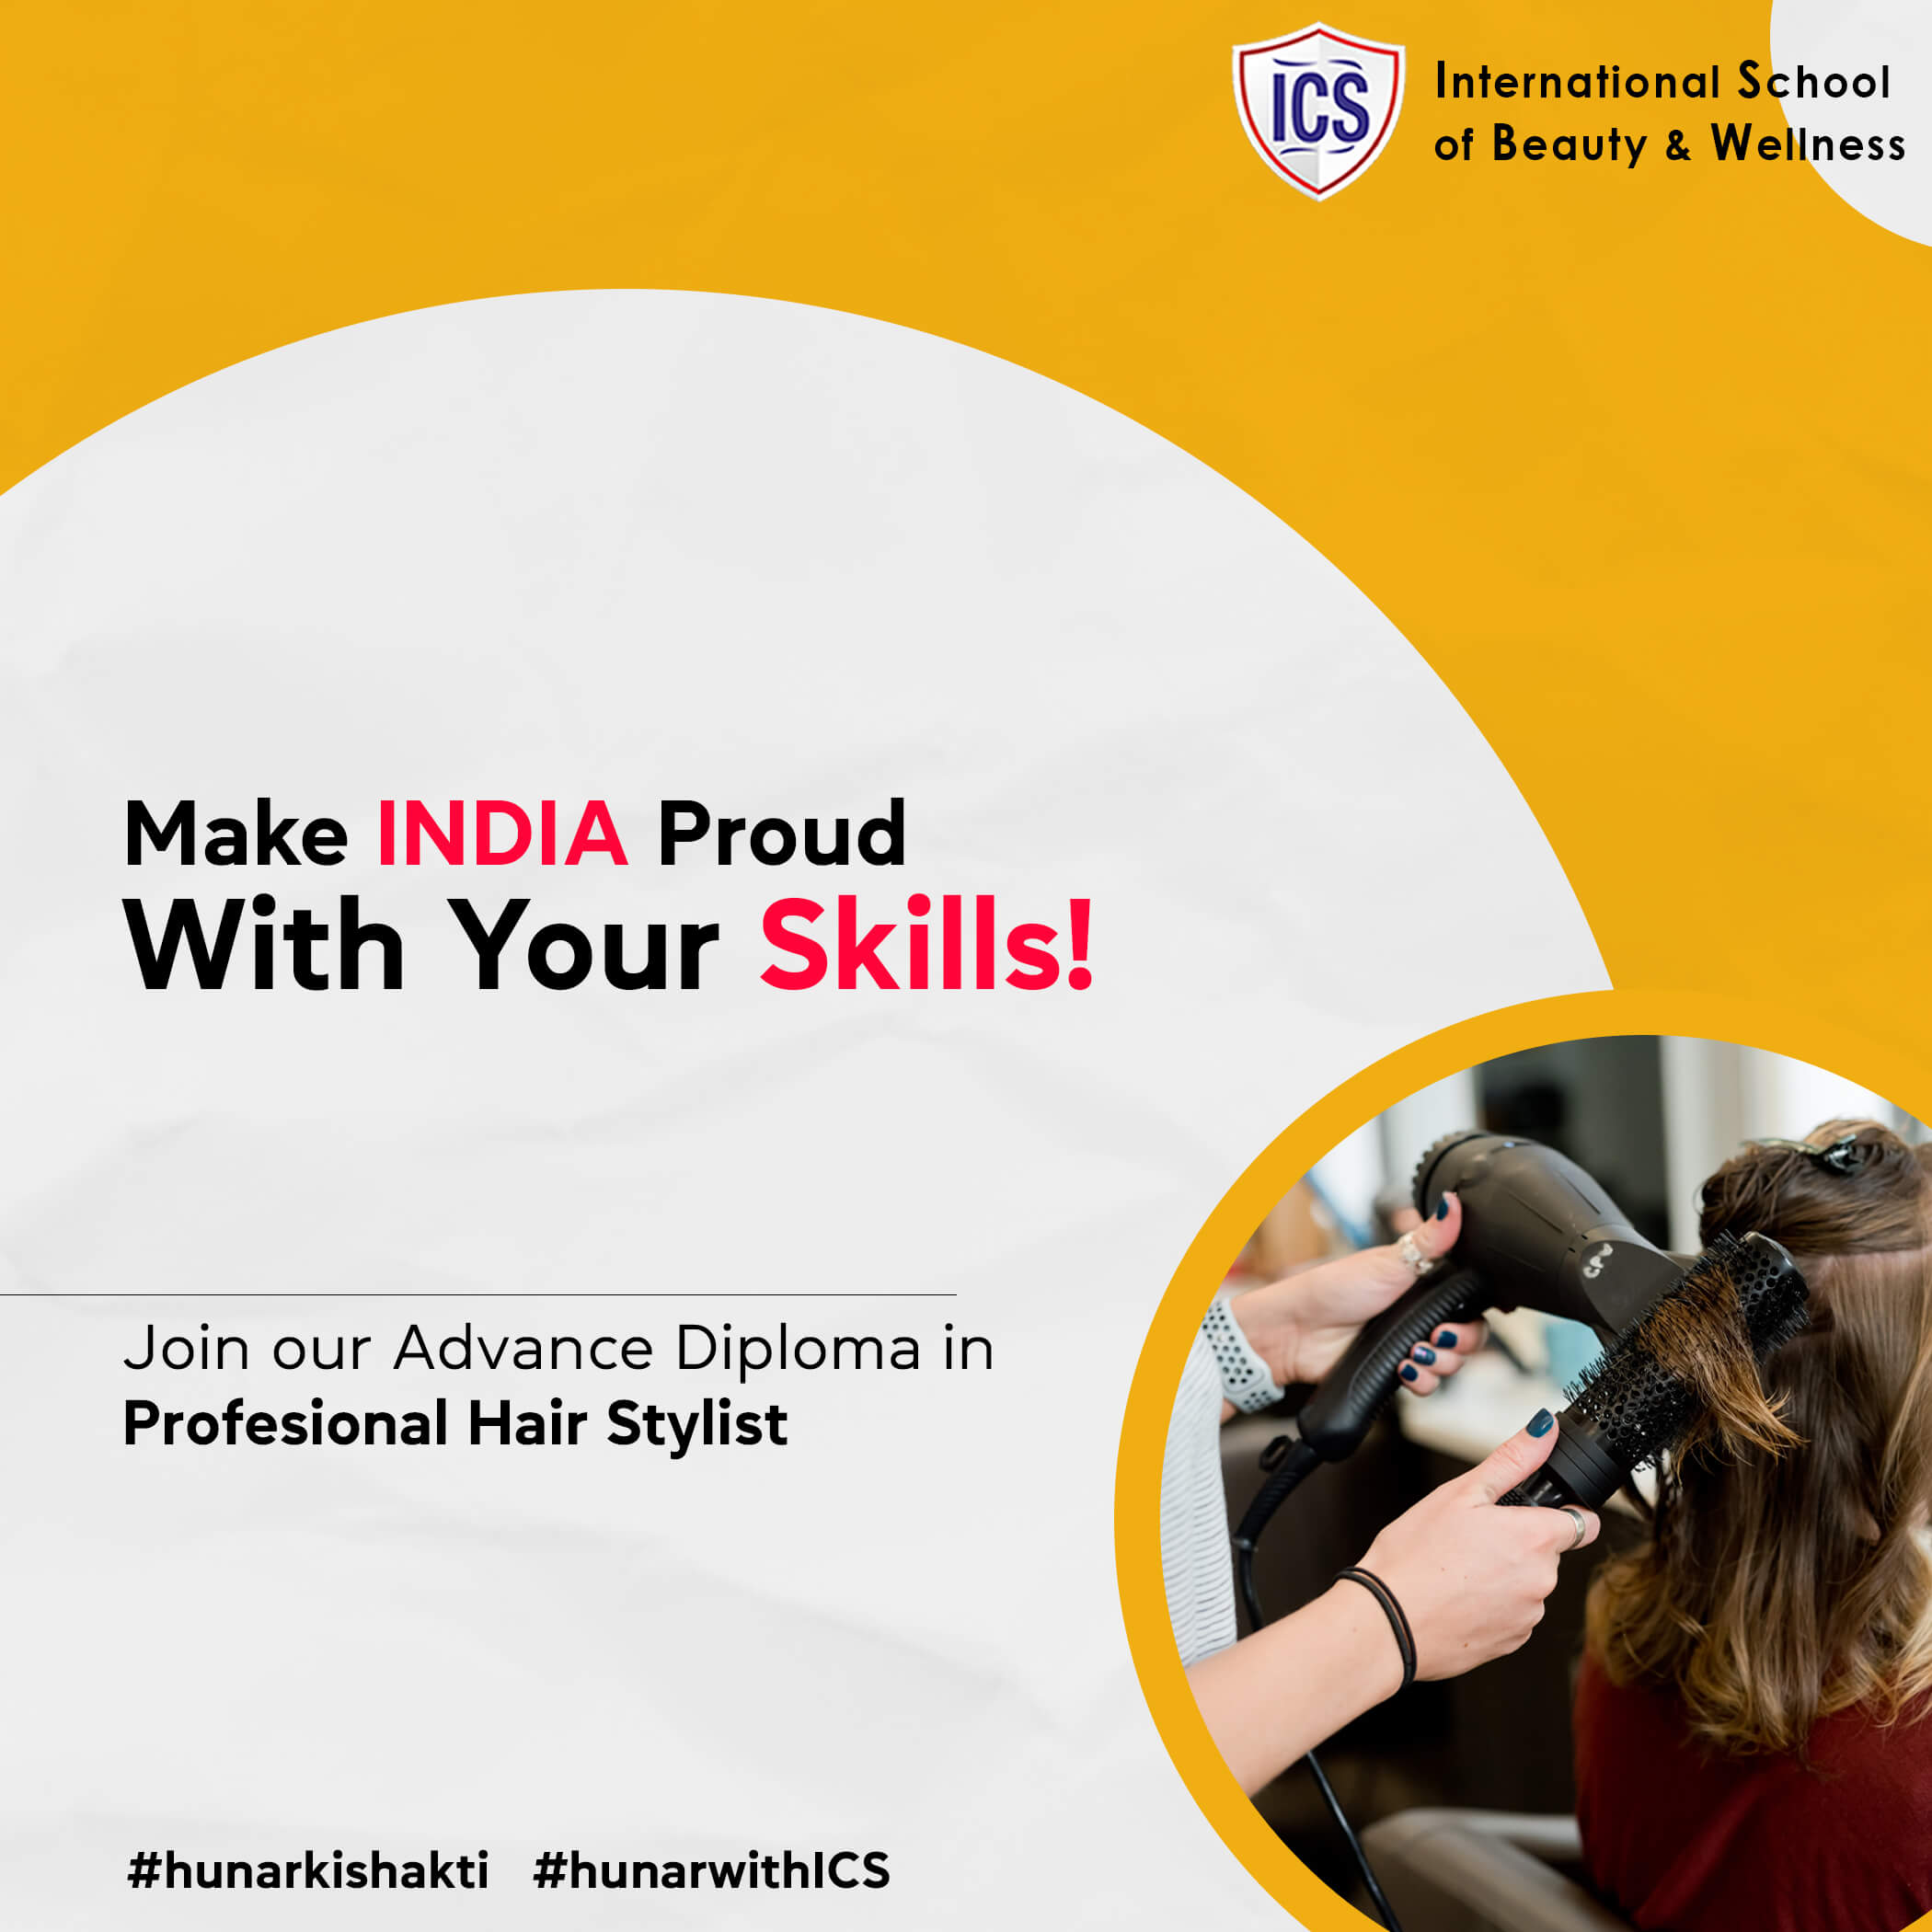 ICS
International School
of Beauty & Wellness
Make INDIA Proud
With Your Skills!
Join our Advance Diploma in
Profesional Hair Stylist
#hunarkishakti #hunarwithICS